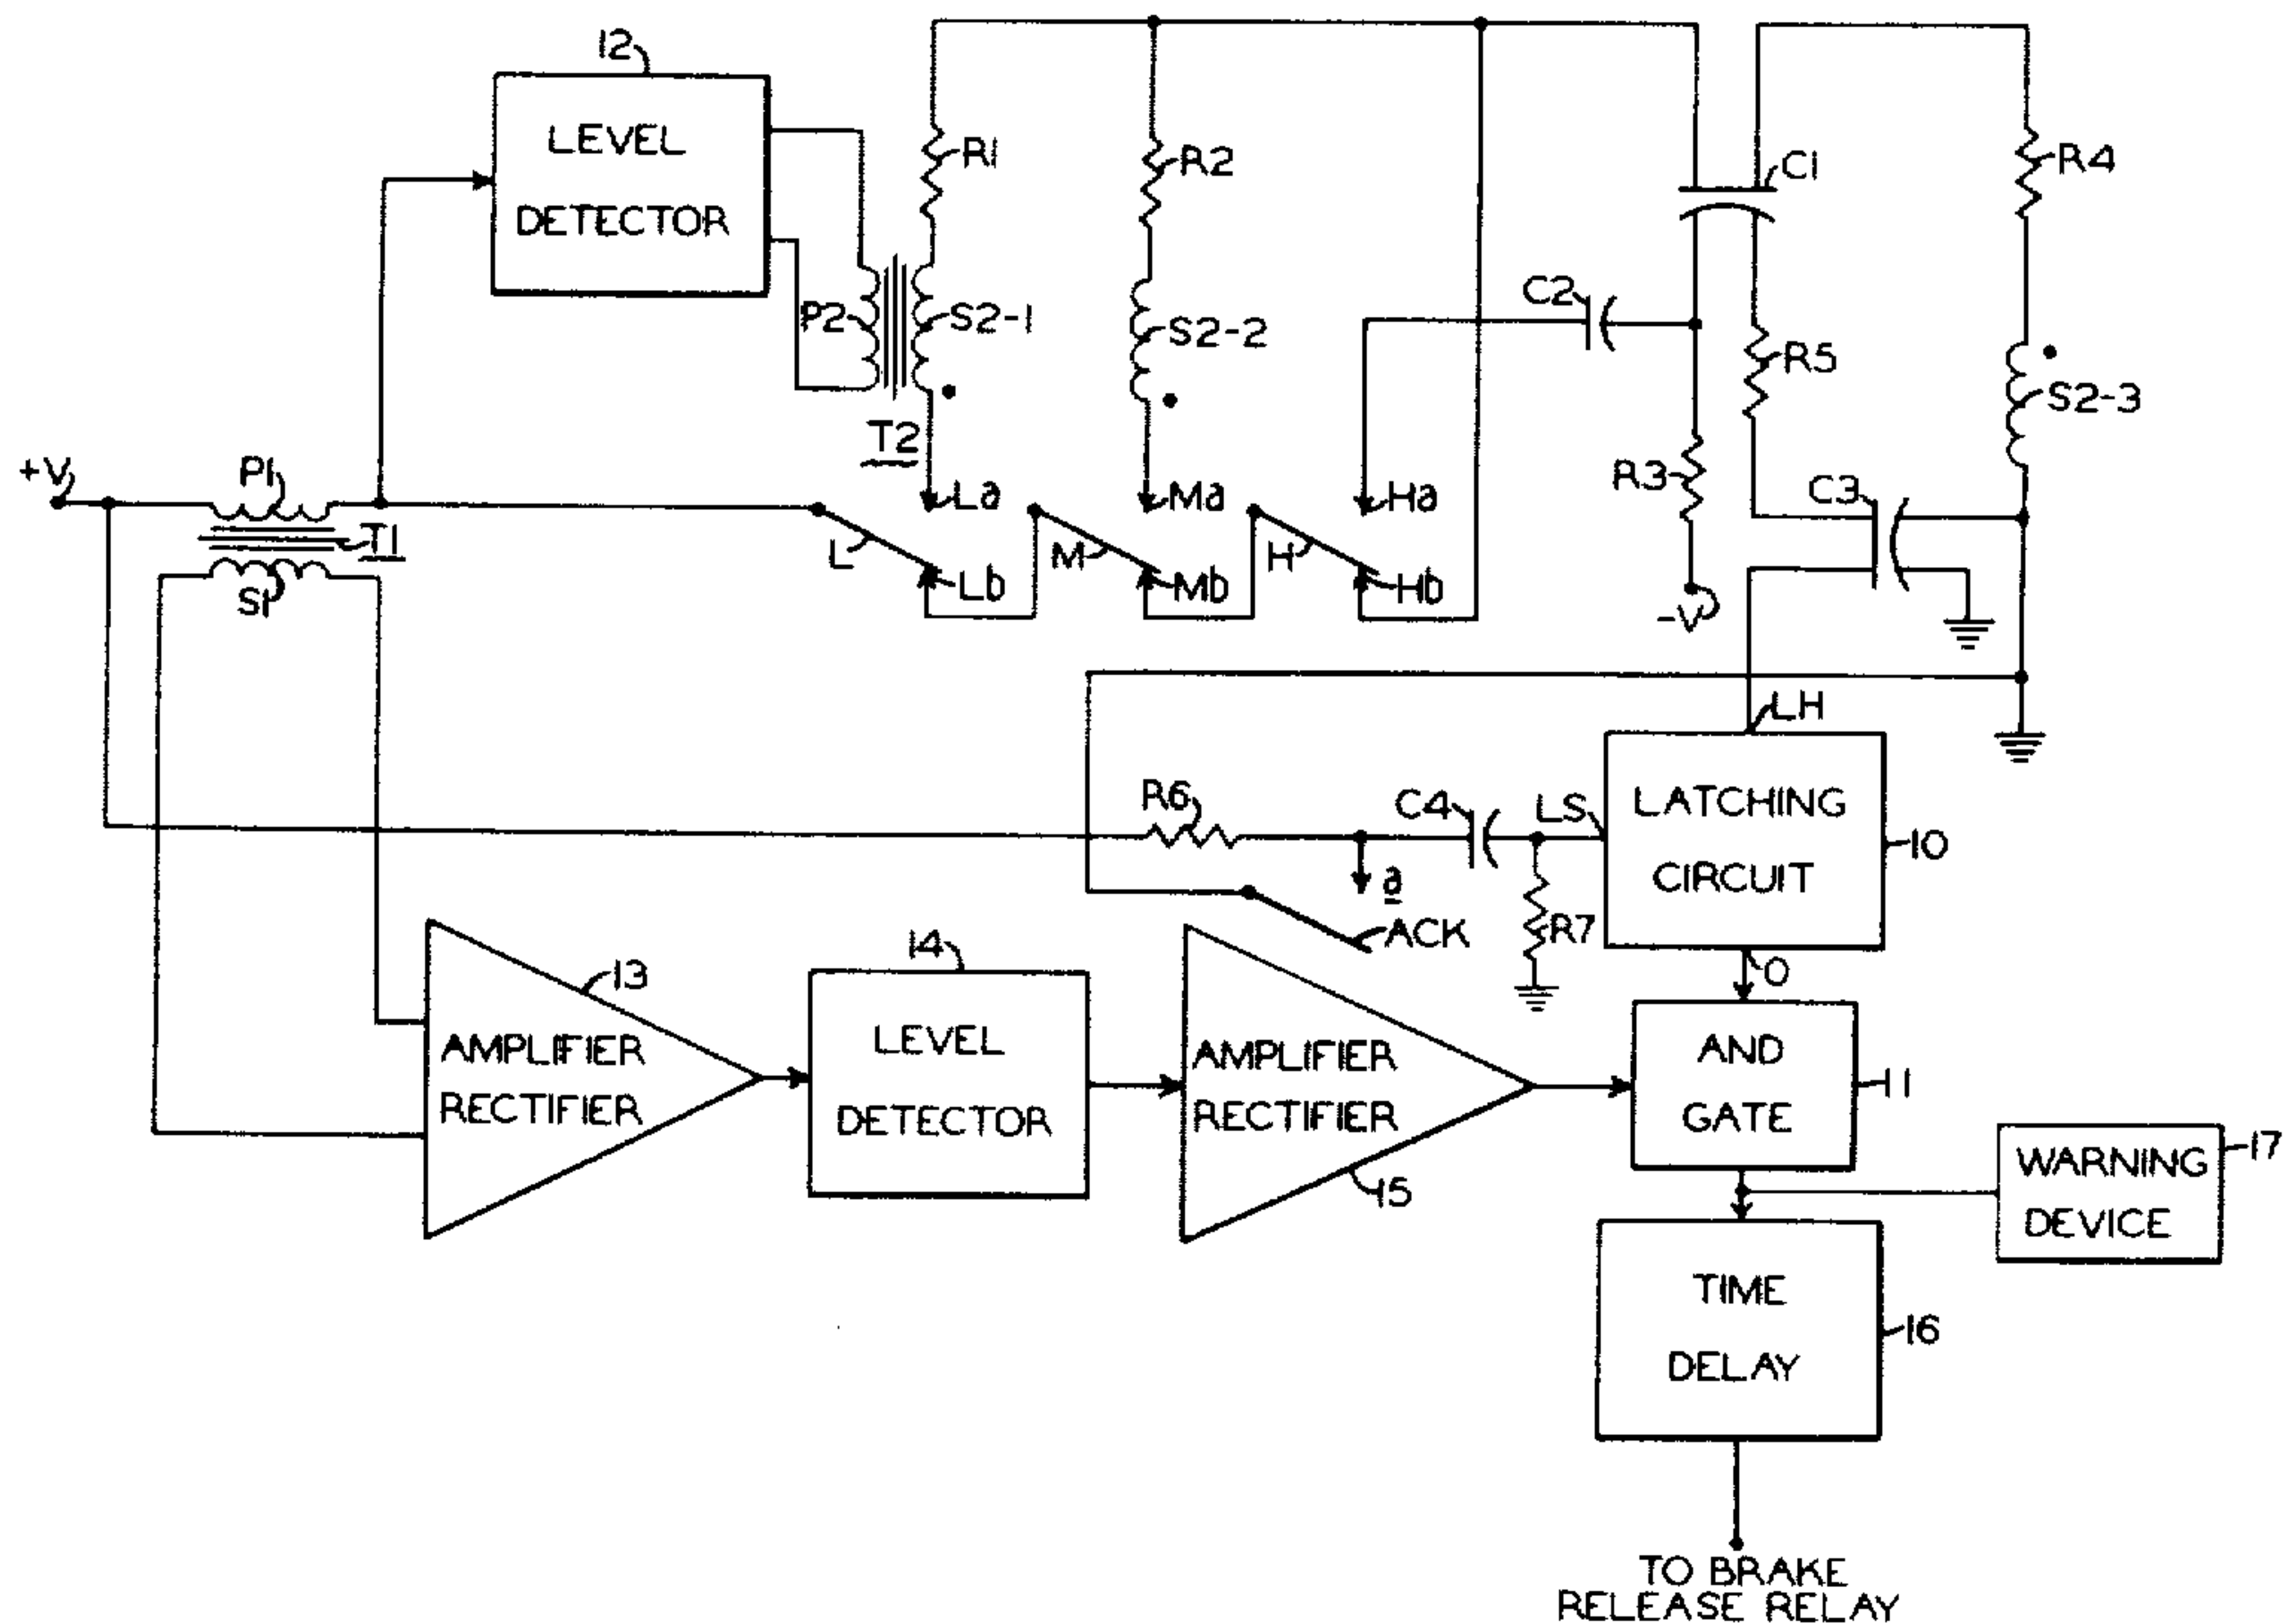 12
LEVEL
DETECTOR
R1
R2
C1
R4
P2
S2-1
S2-2
C2
R5
S2-3
T2
+V
P1
T1
S1
La
Ma
Ha
R3
C3
L
Lb
M
Mb
H
Hb
-V
LH
R6
C4
LS
LATCHING
CIRCUIT
10
a
ACK
R7
O
13
AMPLIFIER
RECTIFIER
14
LEVEL
DETECTOR
AMPLIFIER
RECTIFIER
15
AND
GATE
11
WARNING
DEVICE
17
TIME
DELAY
16
TO BRAKE
RELEASE RELAY